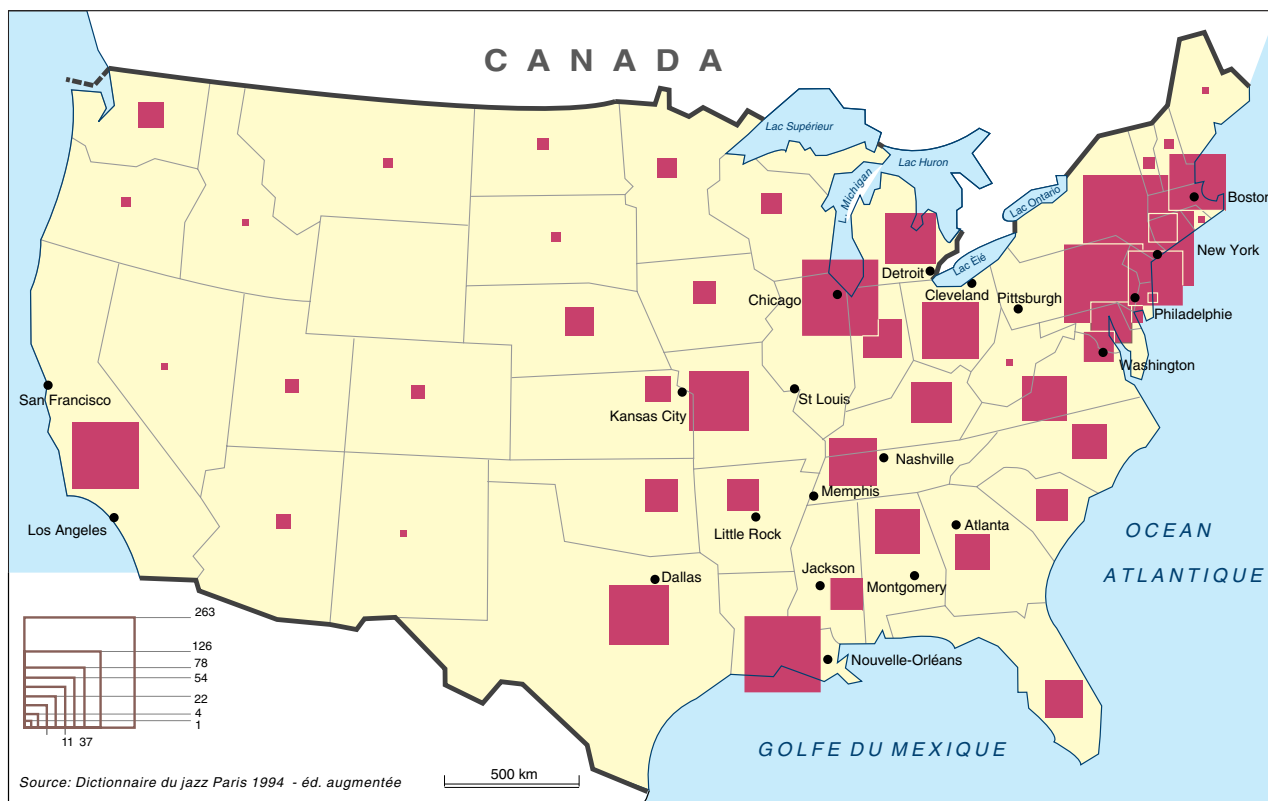 CANADA
Lac Supérieur
Lac Huron
L. Michigan
Lac Ontario
Lac Élé
Boston
New York
Detroit
Cleveland
Pittsburgh
Chicago
Philadelphie
Washington
San Francisco
Kansas City
St Louis
Nashville
Memphis
Los Angeles
Little Rock
Atlanta
OCEAN
ATLANTIQUE
Jackson
Dallas
Montgomery
Nouvelle-Orléans
GOLFE DU MEXIQUE
263
126
78
54
22
4
1
11 37
500 km
Source: Dictionnaire du jazz Paris 1994 - éd. augmentée